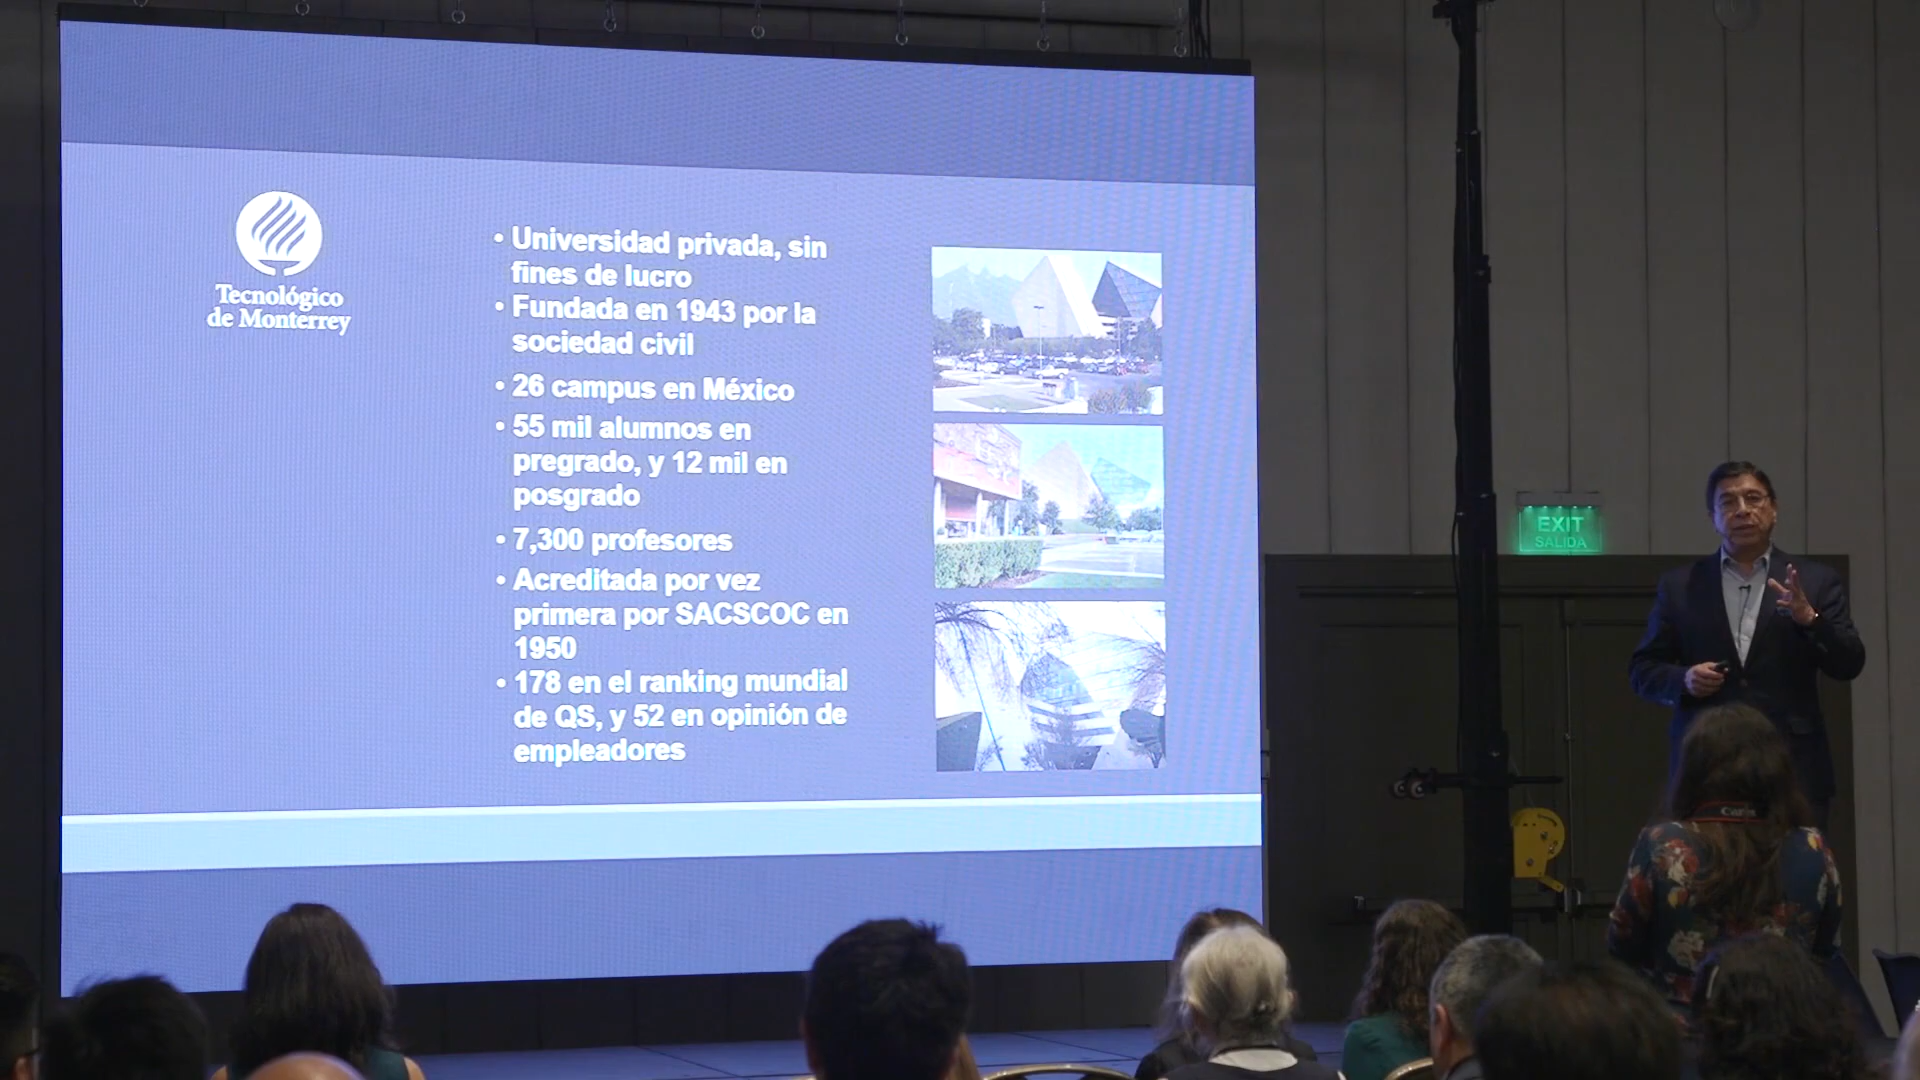 Tecnológico
de Monterrey
• Universidad privada, sin
fines de lucro
• Fundada en 1943 por la
sociedad civil
• 26 campus en México
• 55 mil alumnos en
pregrado, y 12 mil en
posgrado
• 7,300 profesores
• Acreditada por vez
primera por SACSCOC en
1950
• 178 en el ranking mundial
de QS, y 52 en opinión de
empleadores
EXIT
SALIDA
Canon